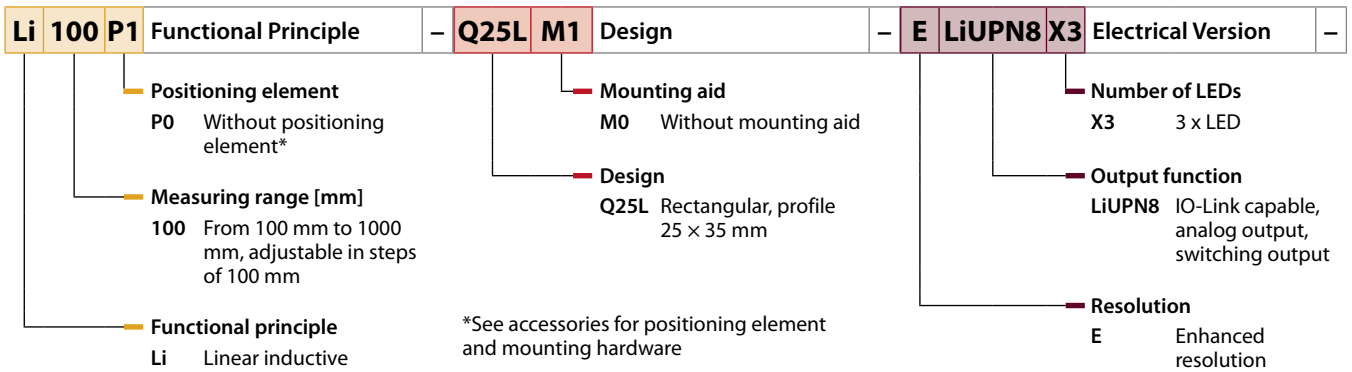 Li 100 P1 Functional Principle – Q25L M1 Design – E LiUPN8 X3 Electrical Version –
Positioning element
P0 Without positioning
element*
Measuring range [mm]
100 From 100 mm to 1000
mm, adjustable in steps
of 100 mm
Functional principle
Li Linear inductive
Mounting aid
M0 Without mounting aid
Design
Q25L Rectangular, profile
25 × 35 mm
*See accessories for positioning element
and mounting hardware
Number of LEDs
X3 3 x LED
Output function
LiUPN8 IO-Link capable,
analog output,
switching output
Resolution
E Enhanced
resolution